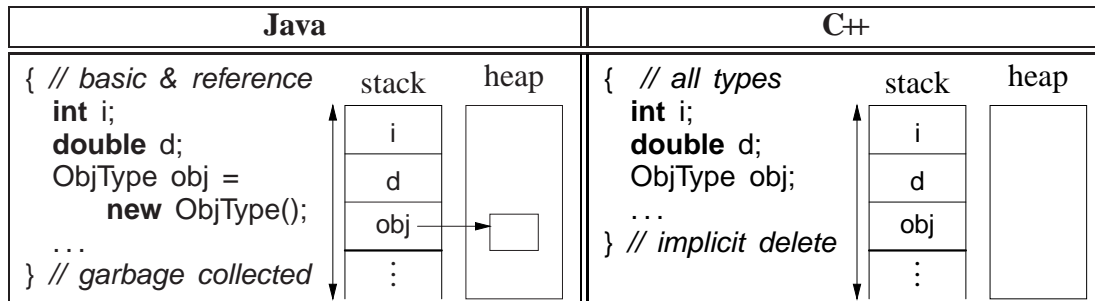 Java
{ // basic & reference
int i;
double d;
ObjType obj =
new ObjType();
...
} // garbage collected
stack
i
d
obj
⋮
heap
C++
{ // all types
int i;
double d;
ObjType obj;
...
} // implicit delete
stack
i
d
obj
⋮
heap